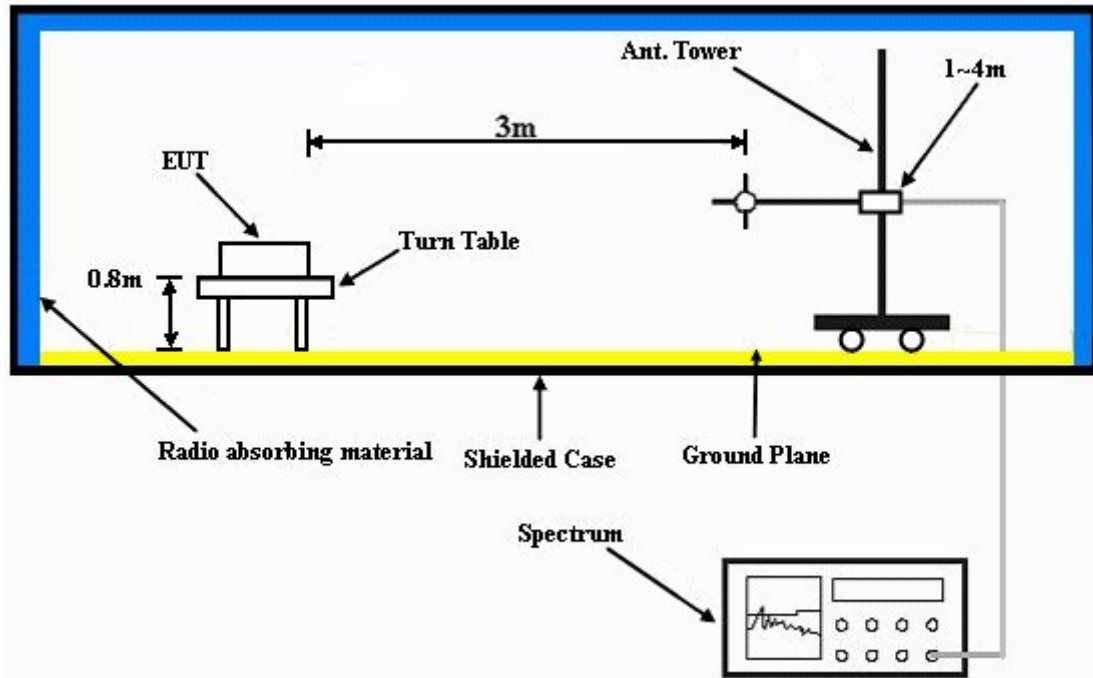 Ant. Tower
1~4m
3m
EUT
Turn Table
0.8m
Radio absorbing material
Shielded Case
Ground Plane
Spectrum